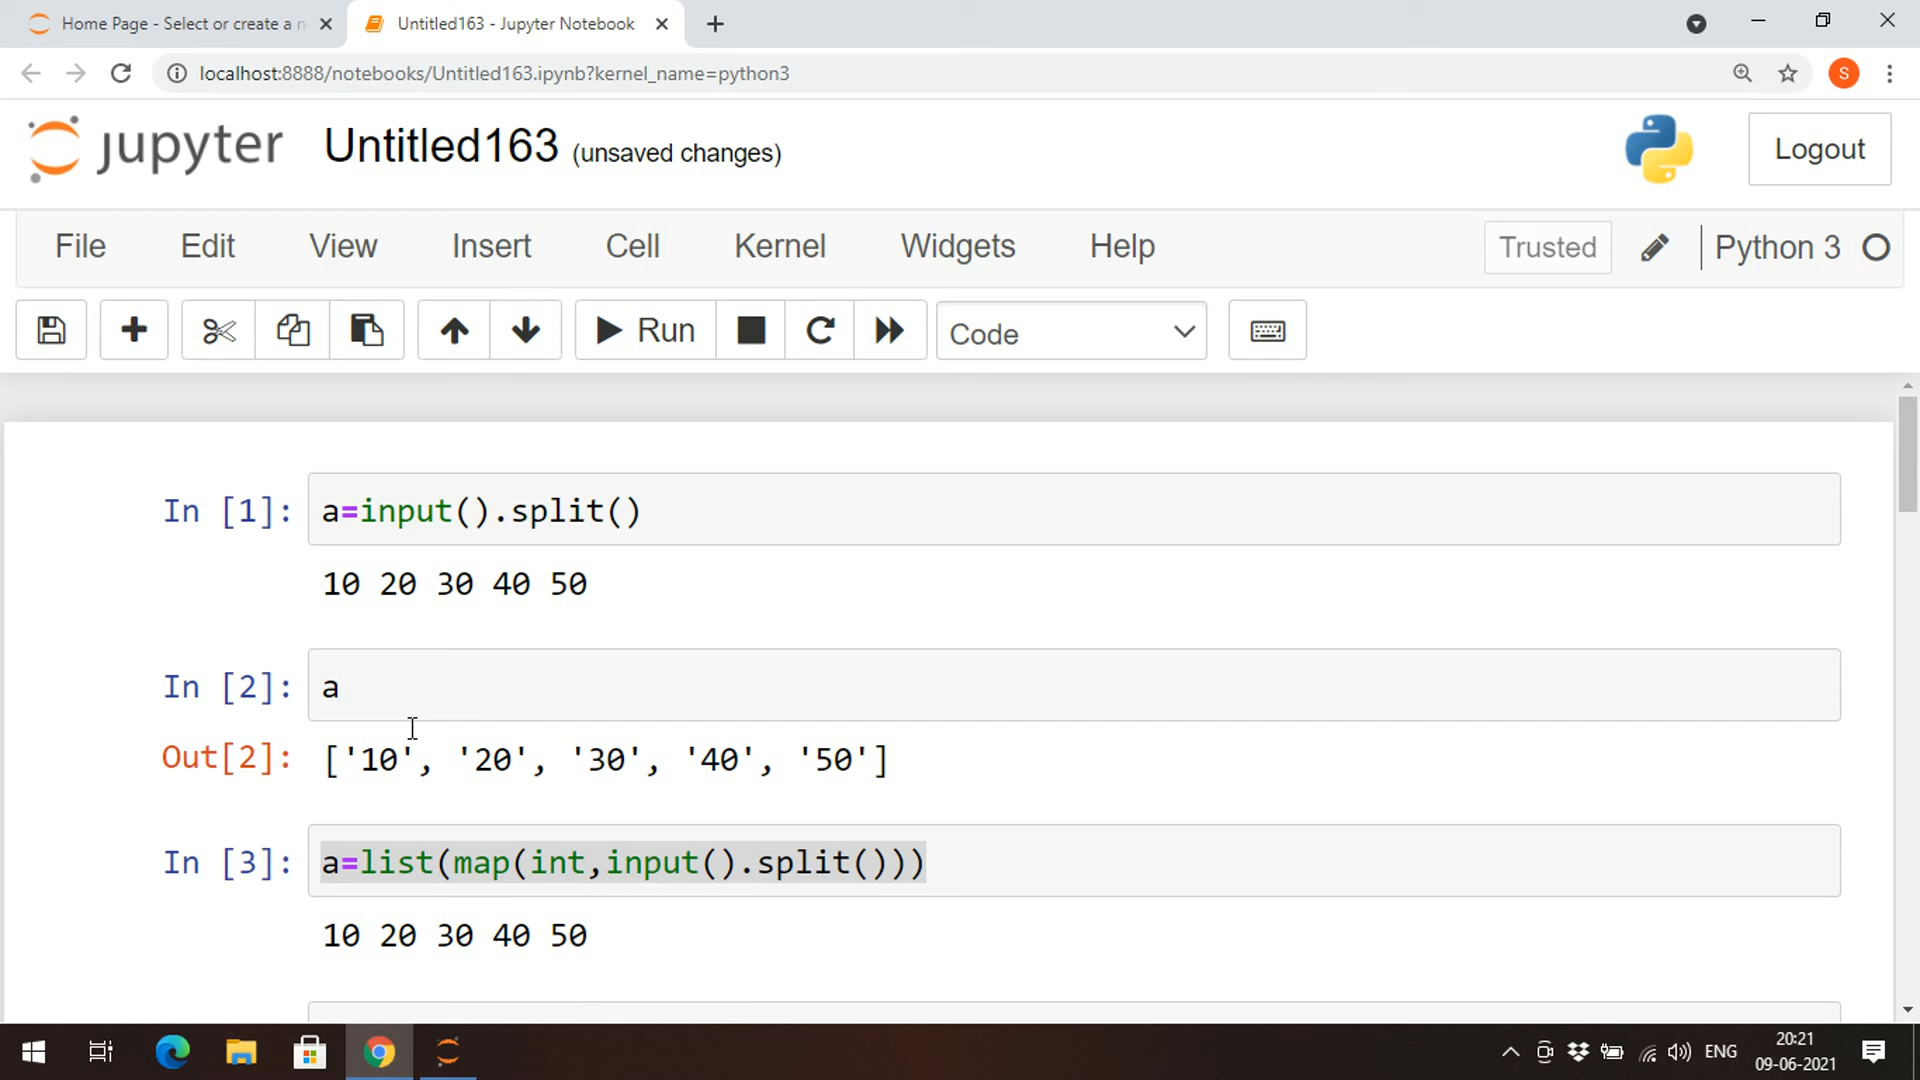 Home Page - Select or create a n
Untitled163 - Jupyter Notebook
localhost:8888/notebooks/Untitled163.ipynb?kernel_name=python3
S
jupyter Untitled163 (unsaved changes)
Logout
File Edit View Insert Cell Kernel Widgets Help
Trusted
Python 3
Run
Code
In [1]: a=input().split()
10 20 30 40 50
In [2]: a
Out[2]: ['10', '20', '30', '40', '50']
In [3]: a=list(map(int,input().split()))
10 20 30 40 50
ENG
20:21
09-06-2021